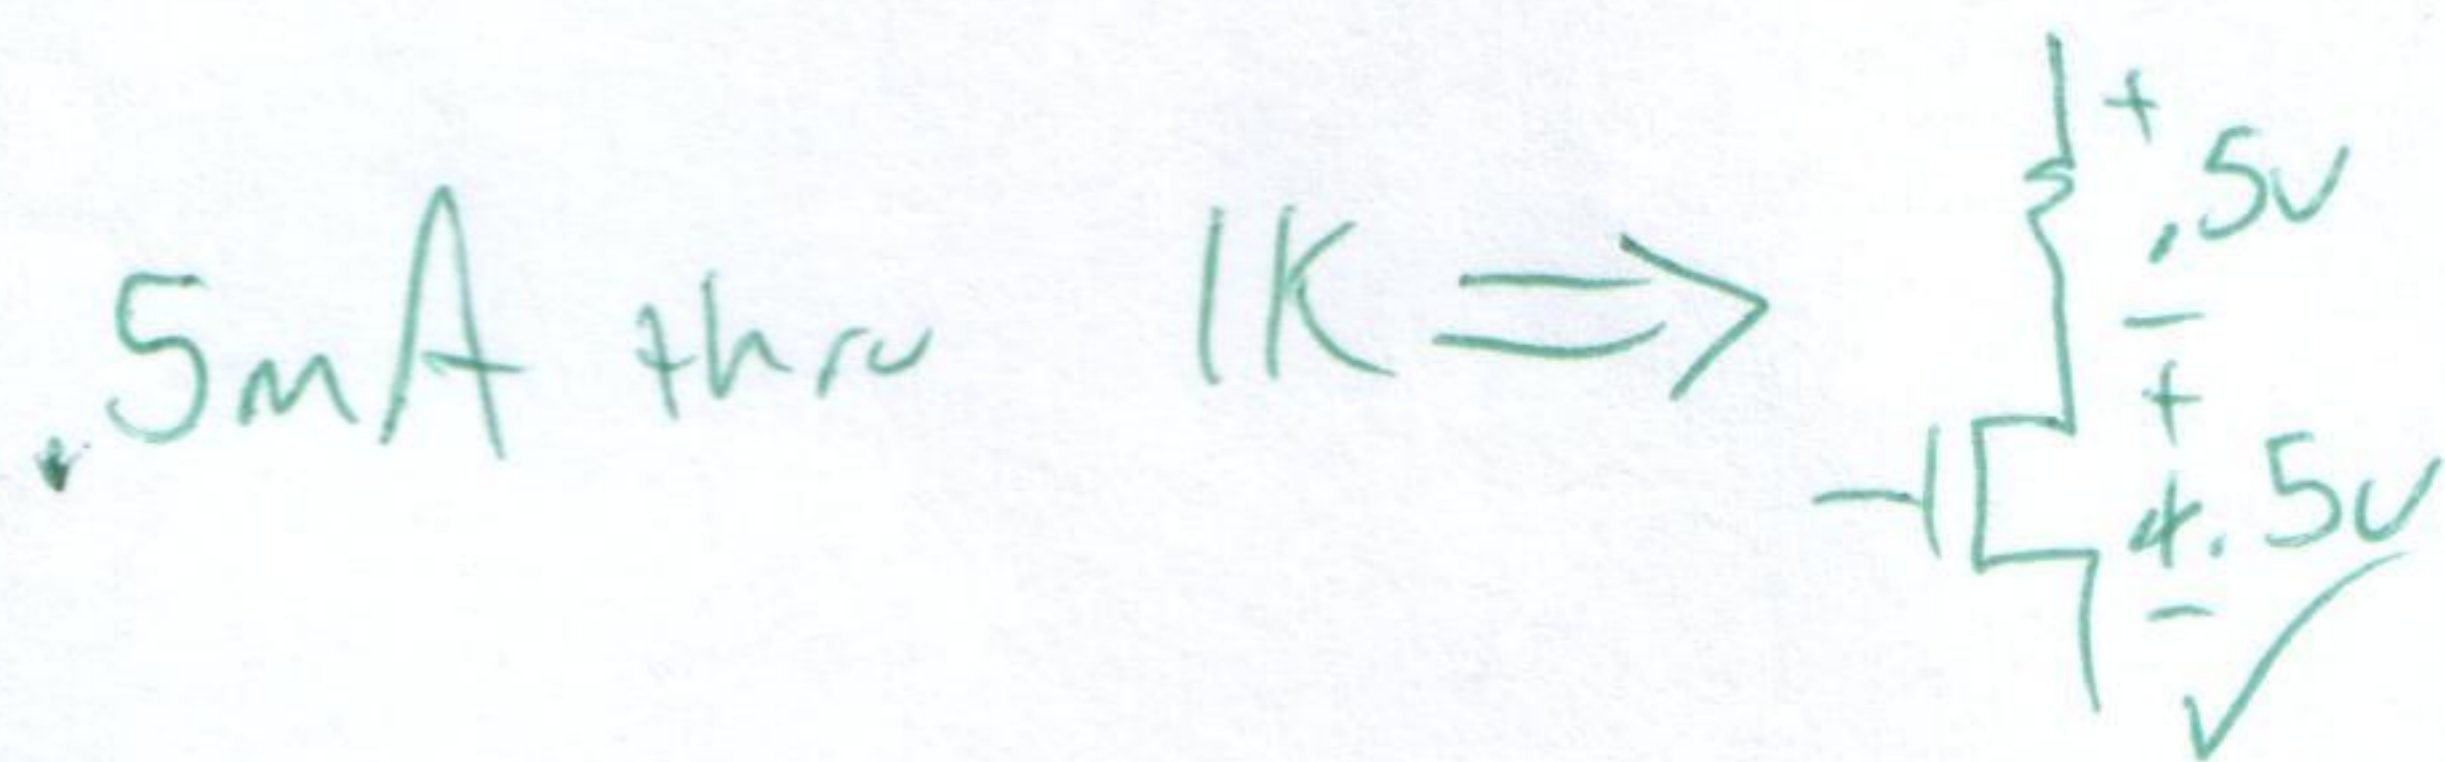 .5mA thru 1K ⇒
+
.5v
−
+
4.5v
−
✓